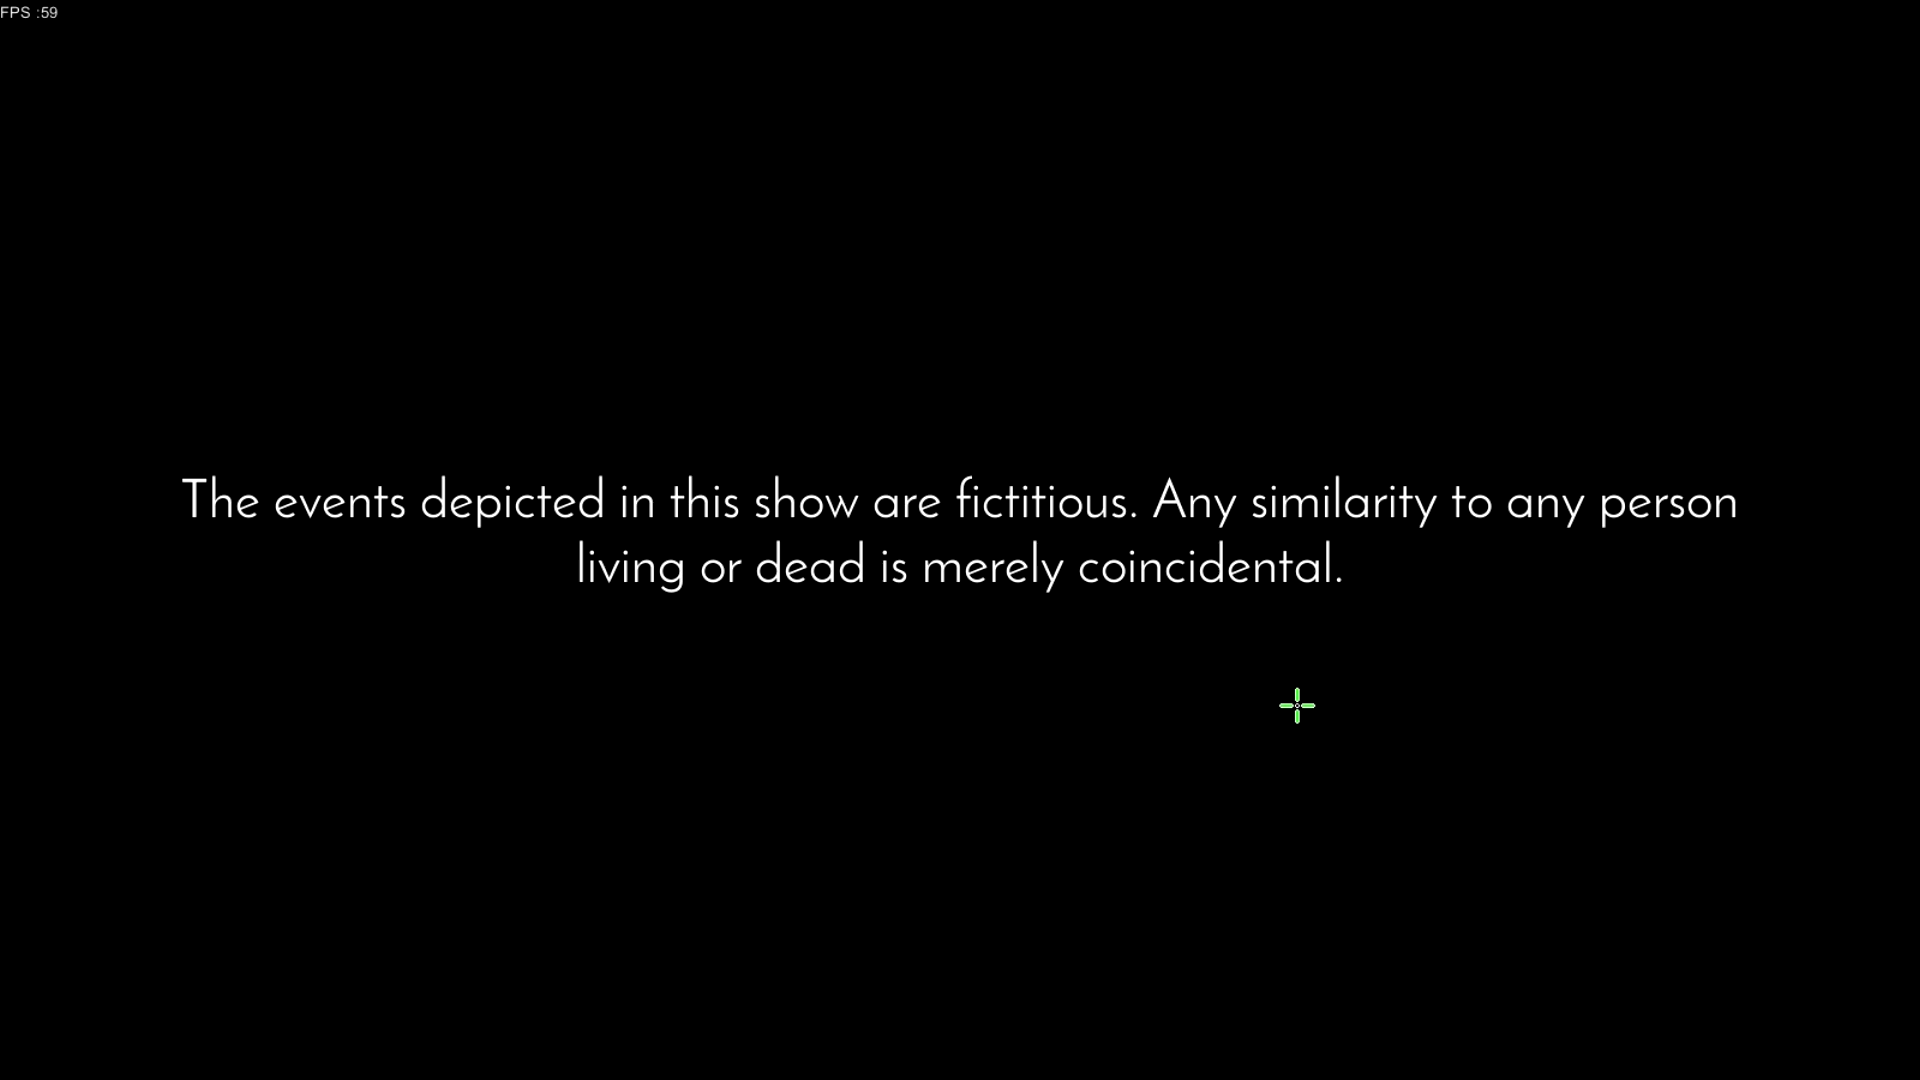 FPS :59
The events depicted in this show are fictitious. Any similarity to any person
living or dead is merely coincidental.